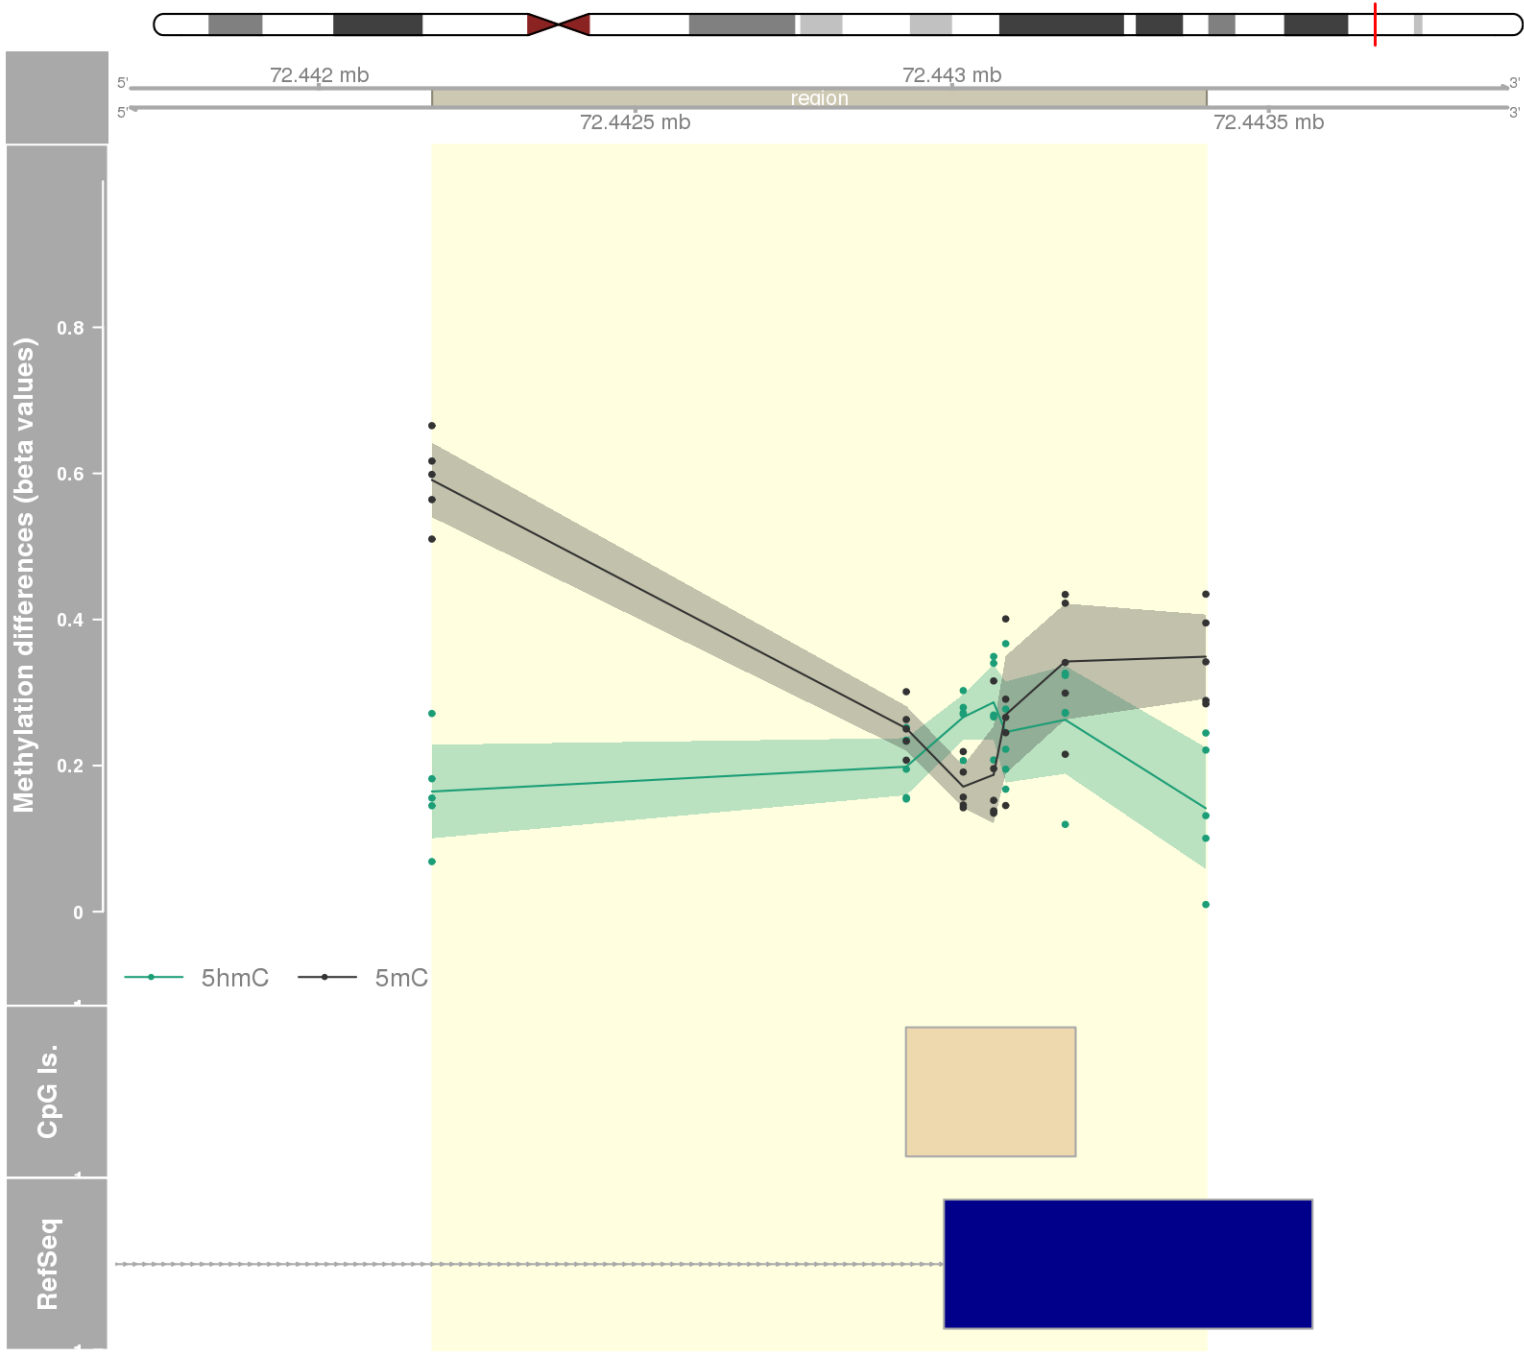 72.442 mb
72.443 mb
5'
3'
region
5'
3'
72.4425 mb
72.4435 mb
Methylation differences (beta values)
0.8
0.6
0.4
0.2
0
5hmC
5mC
CpG Is.
RefSeq